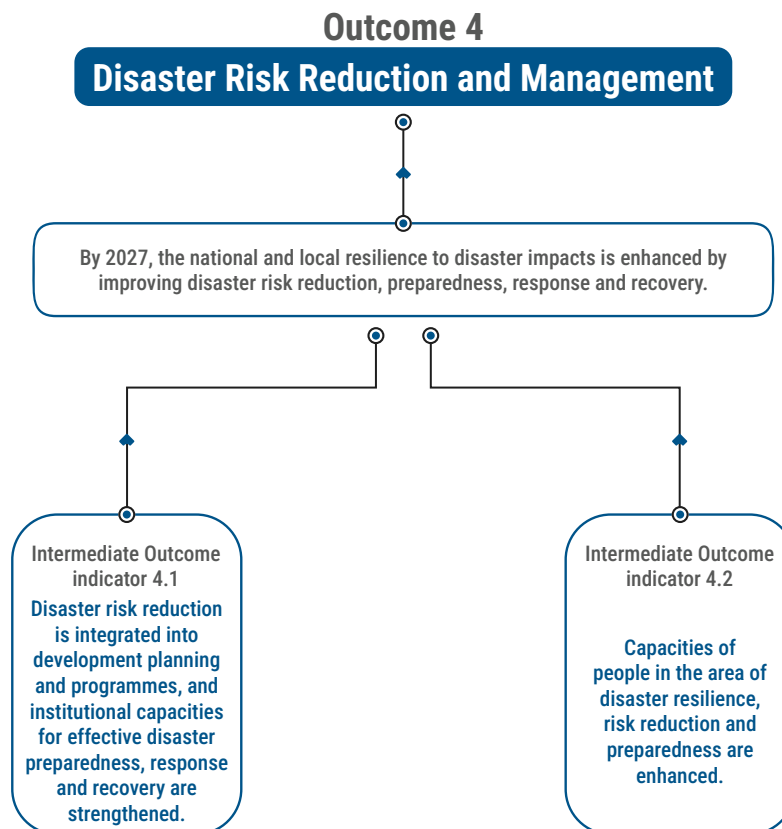 Outcome 4
Disaster Risk Reduction and Management
By 2027, the national and local resilience to disaster impacts is enhanced by
improving disaster risk reduction, preparedness, response and recovery.
Intermediate Outcome
indicator 4.1
Disaster risk reduction
is integrated into
development planning
and programmes, and
institutional capacities
for effective disaster
preparedness, response
and recovery are
strengthened.
Intermediate Outcome
indicator 4.2
Capacities of
people in the area of
disaster resilience,
risk reduction and
preparedness are
enhanced.